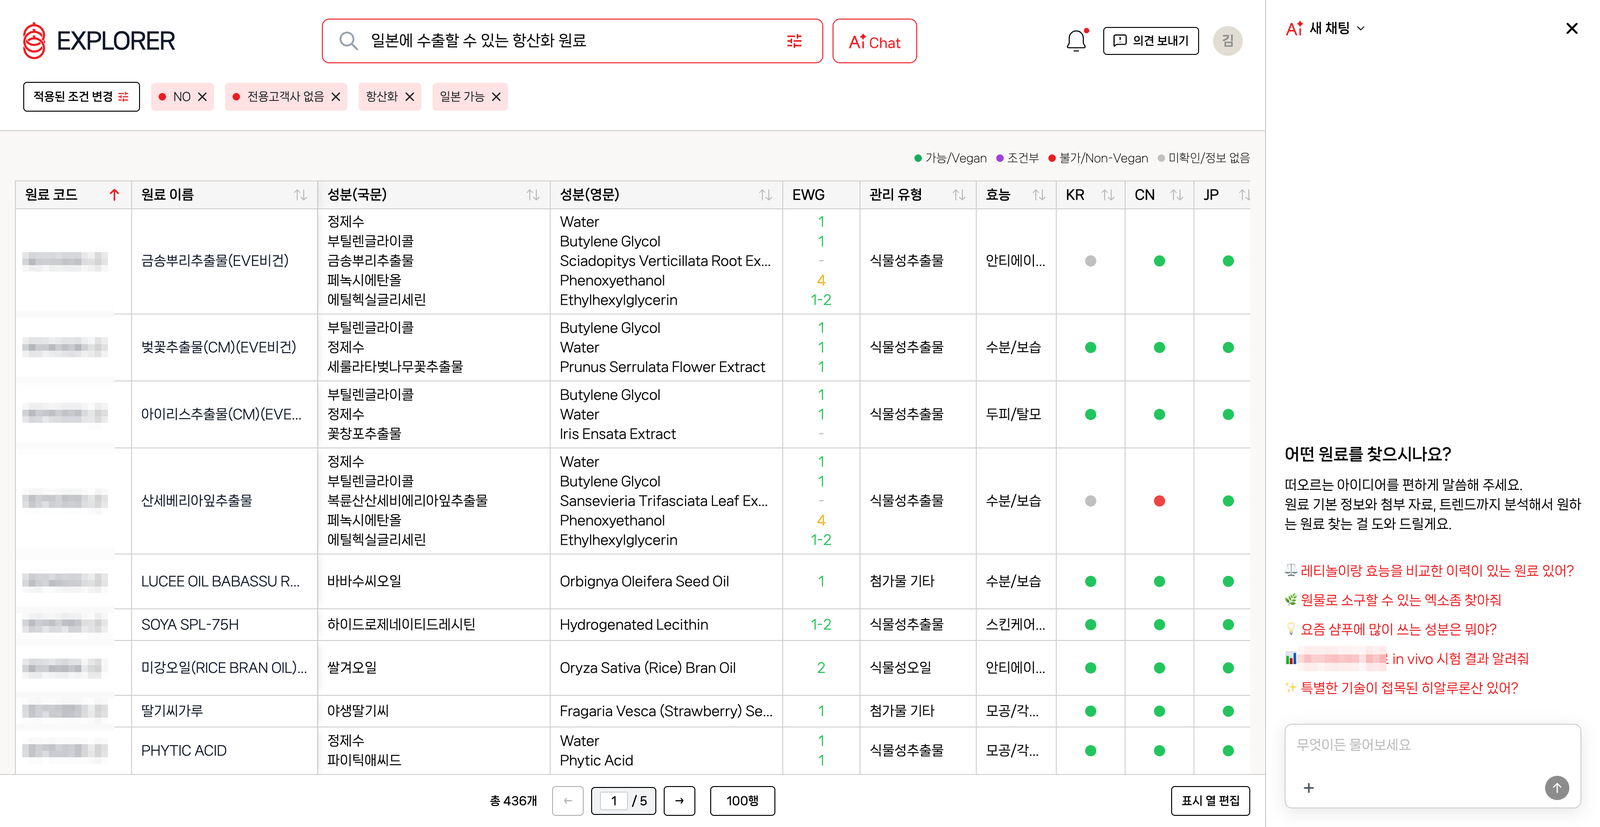 EXPLORER
일본에 수출할 수 있는 항산화 원료
Ai Chat
의견 보내기
김
적용된 조건 변경
NO
전용고객사 없음
항산화
일본 가능
가능/Vegan 조건부 불가/Non-Vegan 미확인/정보 없음
원료 코드 원료 이름 성분(국문) 성분(영문) EWG 관리 유형 효능 KR CN JP
금송뿌리추출물(EVE비건)
정제수 Water 1
부틸렌글라이콜 Butylene Glycol 1
금송뿌리추출물 Sciadopitys Verticillata Root Ex... -
페녹시에탄올 Phenoxyethanol 4
에틸헥실글리세린 Ethylhexylglycerin 1-2
식물성추출물 안티에이...
벚꽃추출물(CM)(EVE비건)
부틸렌글라이콜 Butylene Glycol 1
정제수 Water 1
세룰라타벚나무꽃추출물 Prunus Serrulata Flower Extract 1
식물성추출물 수분/보습
아이리스추출물(CM)(EVE...
부틸렌글라이콜 Butylene Glycol 1
정제수 Water 1
꽃창포추출물 Iris Ensata Extract -
식물성추출물 두피/탈모
산세베리아잎추출물
정제수 Water 1
부틸렌글라이콜 Butylene Glycol 1
복륜산산세비에리아잎추출물 Sansevieria Trifasciata Leaf Ex... -
페녹시에탄올 Phenoxyethanol 4
에틸헥실글리세린 Ethylhexylglycerin 1-2
식물성추출물 수분/보습
LUCEE OIL BABASSU R... 바바수씨오일 Orbignya Oleifera Seed Oil 1 첨가물 기타 수분/보습
SOYA SPL-75H 하이드로제네이티드레시틴 Hydrogenated Lecithin 1-2 식물성추출물 스킨케어...
미강오일(RICE BRAN OIL)... 쌀겨오일 Oryza Sativa (Rice) Bran Oil 2 식물성오일 안티에이...
딸기씨가루 야생딸기씨 Fragaria Vesca (Strawberry) Se... 1 첨가물 기타 모공/각...
PHYTIC ACID
정제수 Water 1
파이틱애씨드 Phytic Acid 1
식물성추출물 모공/각...
총 436개 ← 1 / 5 → 100행
표시 열 편집
Ai 새 채팅
어떤 원료를 찾으시나요?
떠오르는 아이디어를 편하게 말씀해 주세요.
원료 기본 정보와 첨부 자료, 트렌드까지 분석해서 원하
는 원료 찾는 걸 도와 드릴게요.
레티놀이랑 효능을 비교한 이력이 있는 원료 있어?
원물로 소구할 수 있는 엑소좀 찾아줘
요즘 샴푸에 많이 쓰는 성분은 뭐야?
in vivo 시험 결과 알려줘
특별한 기술이 접목된 히알루론산 있어?
무엇이든 물어보세요